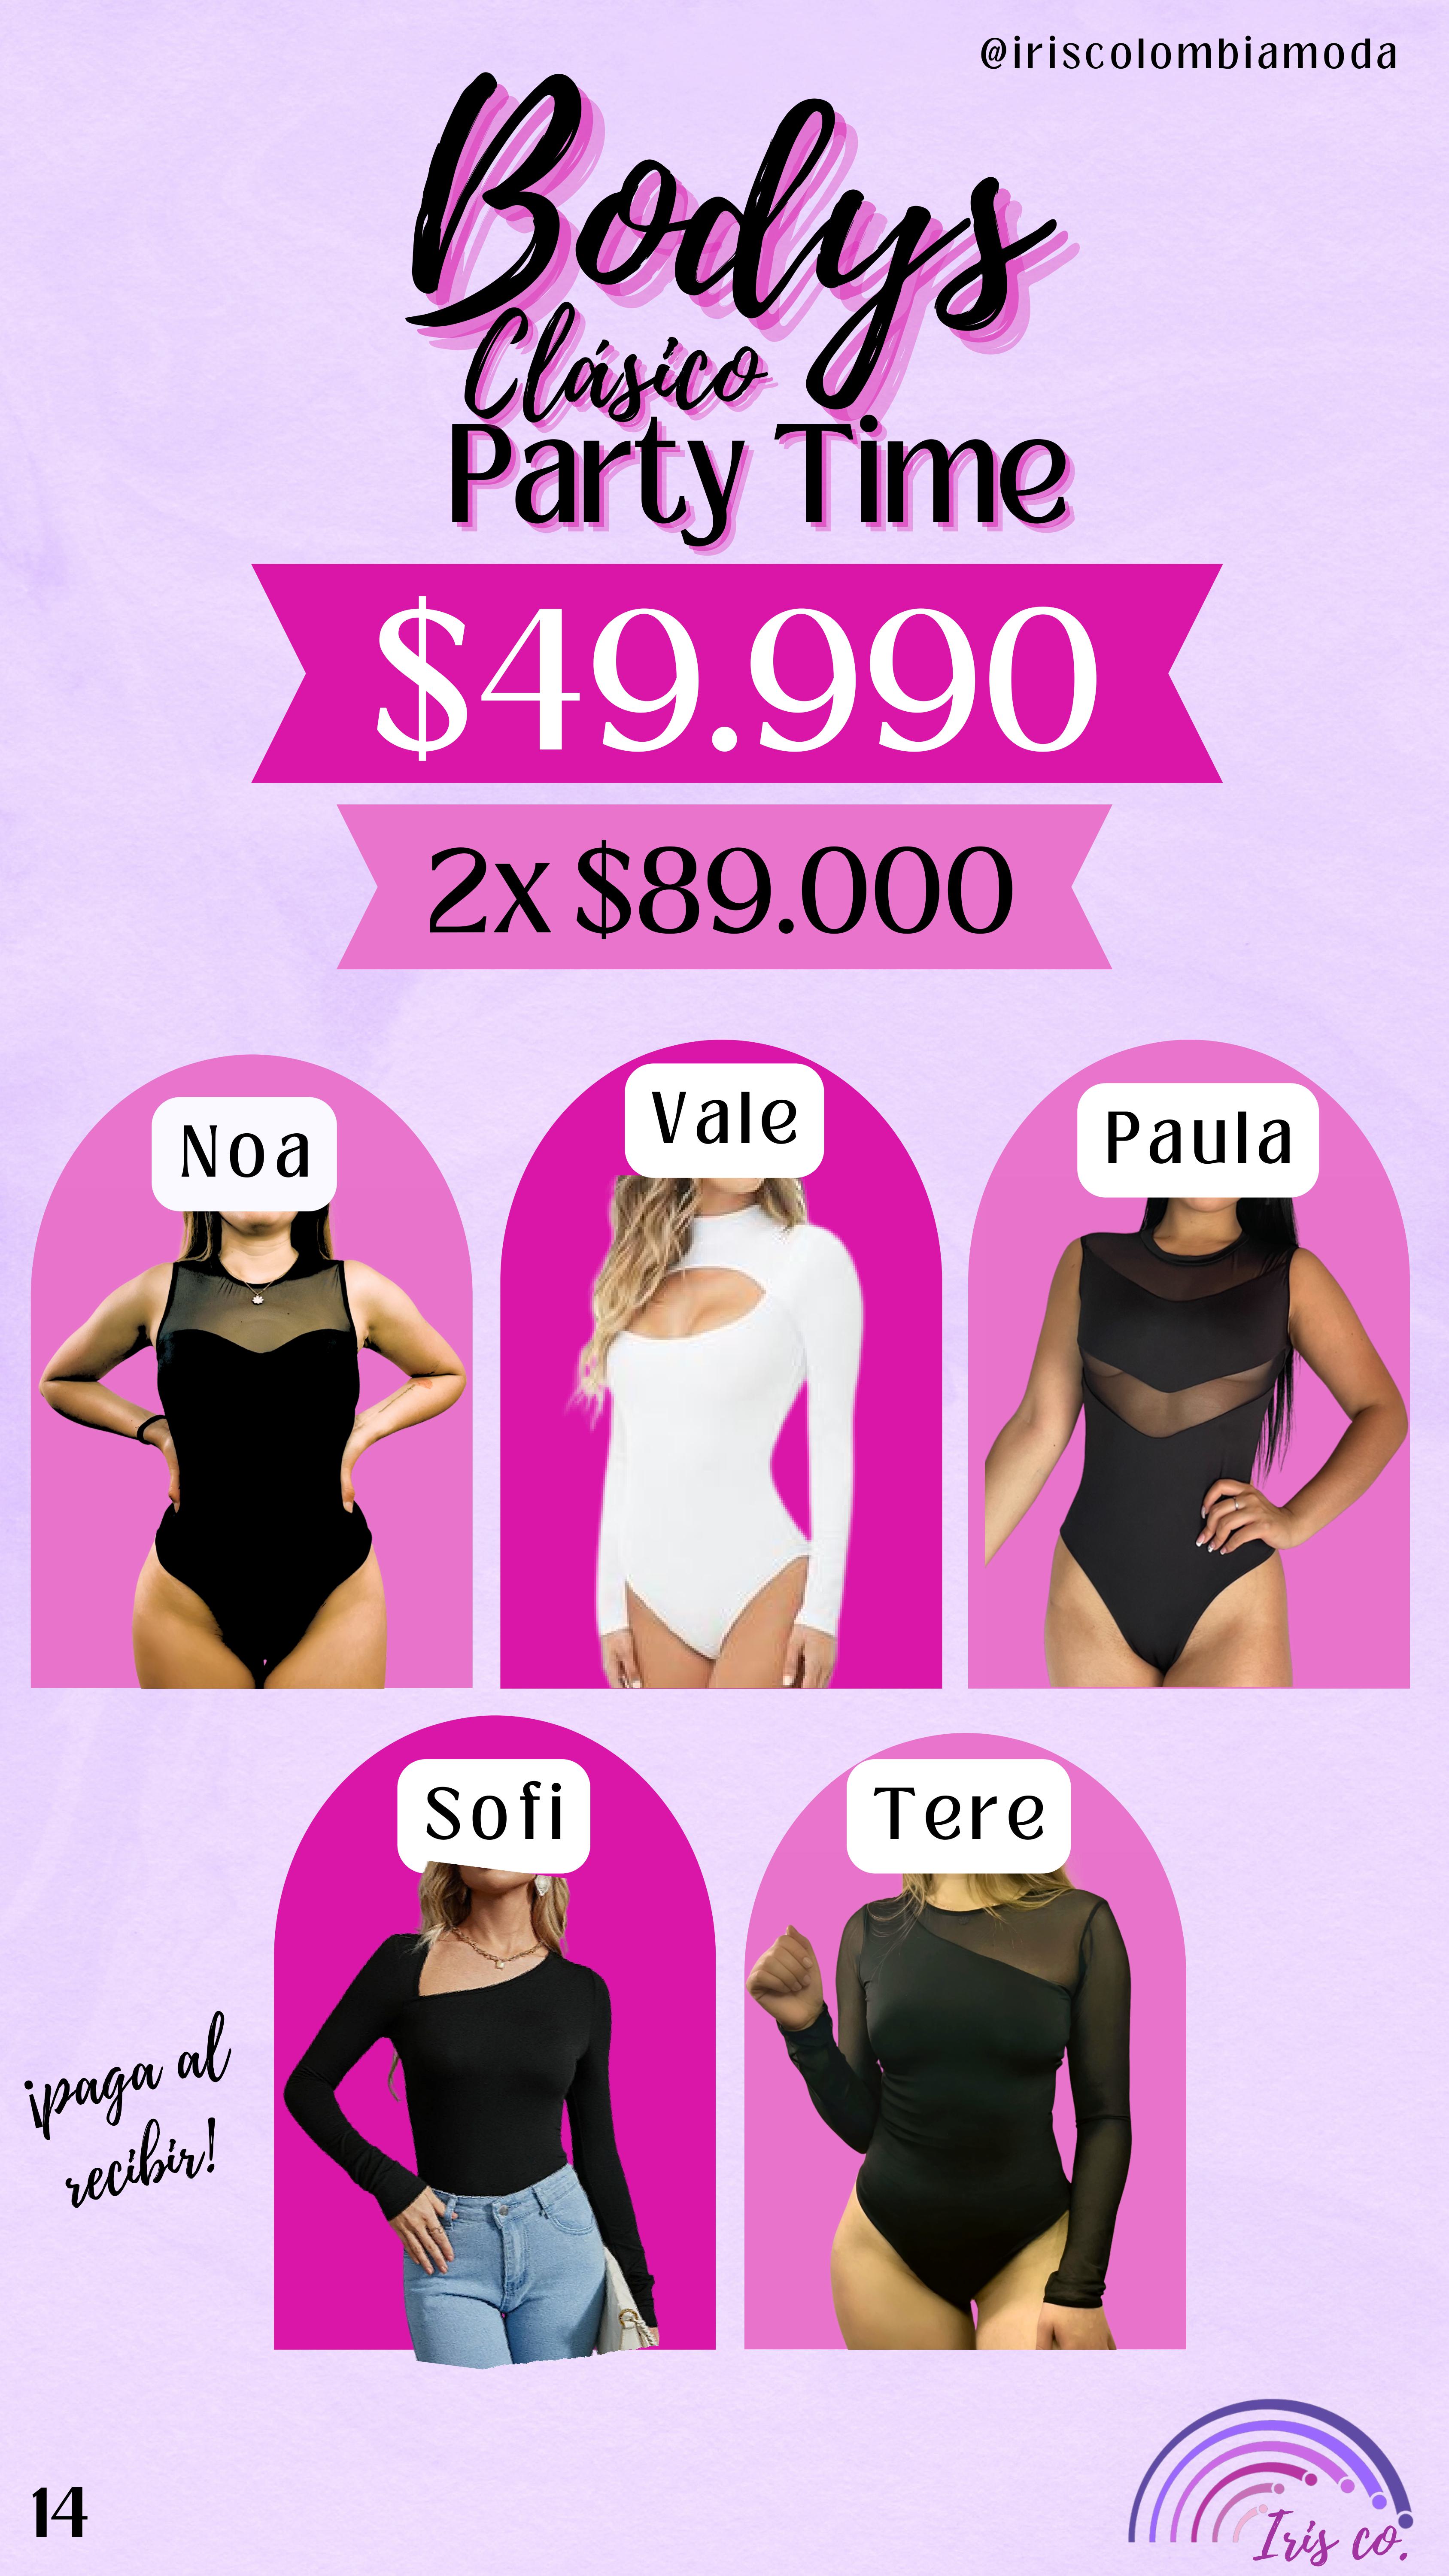 @iriscolombiamoda
Bodys
Clásico
Party Time
$49.990
2x $89.000
Noa
Vale
Paula
Sofi
Tere
¡paga al
recibir!
14
Iris co.